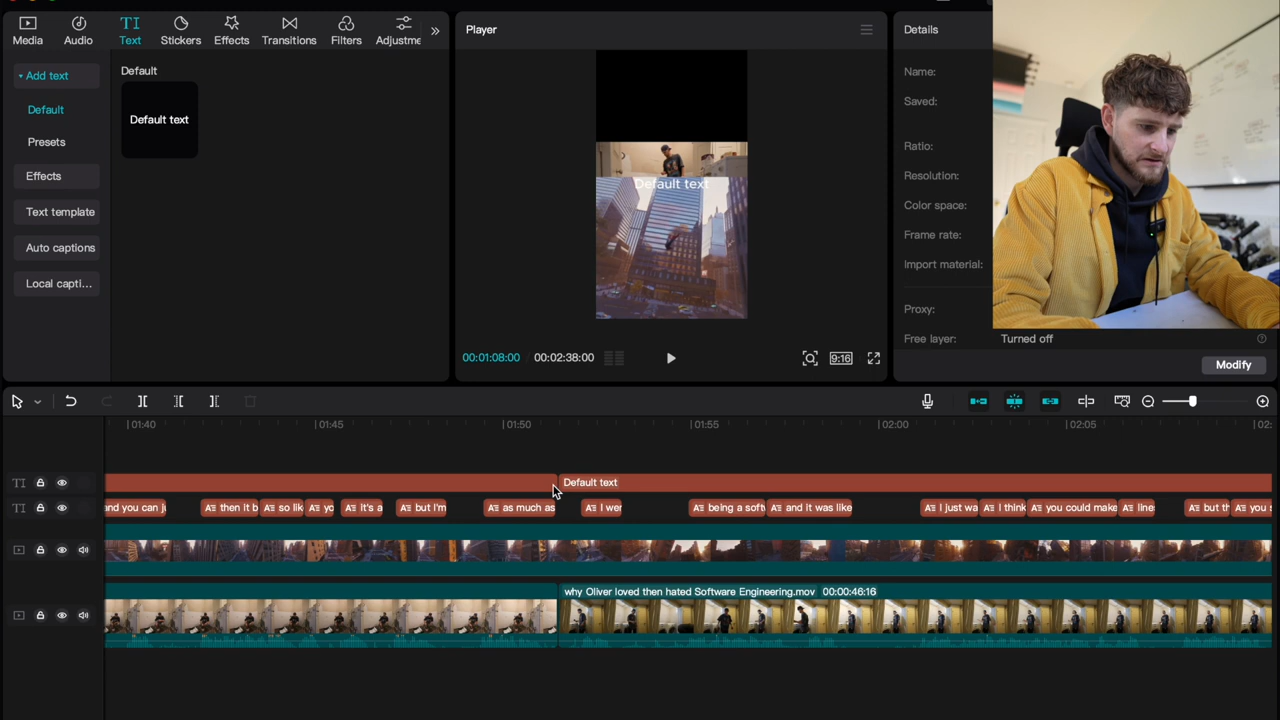 Media
Audio
TI
Text
Stickers
Effects
Transitions
Filters
Adjustme
»
Add text
Default
Presets
Effects
Text template
Auto captions
Local capti...
Default
Default text
Player
Default text
00:01:08:00 / 00:02:38:00
9:16
Details
Name:
Saved:
Ratio:
Resolution:
Color space:
Frame rate:
Import material:
Proxy:
Free layer: Turned off
Modify
01:40 01:45 01:50 01:55 02:00 02:05 02:
TI Default text
TI and you can j then it b so lik yo it's a but I'm as much as I wer being a soft and it was like I just wa I think you could make line but th you s
why Oliver loved then hated Software Engineering.mov 00:00:46:16